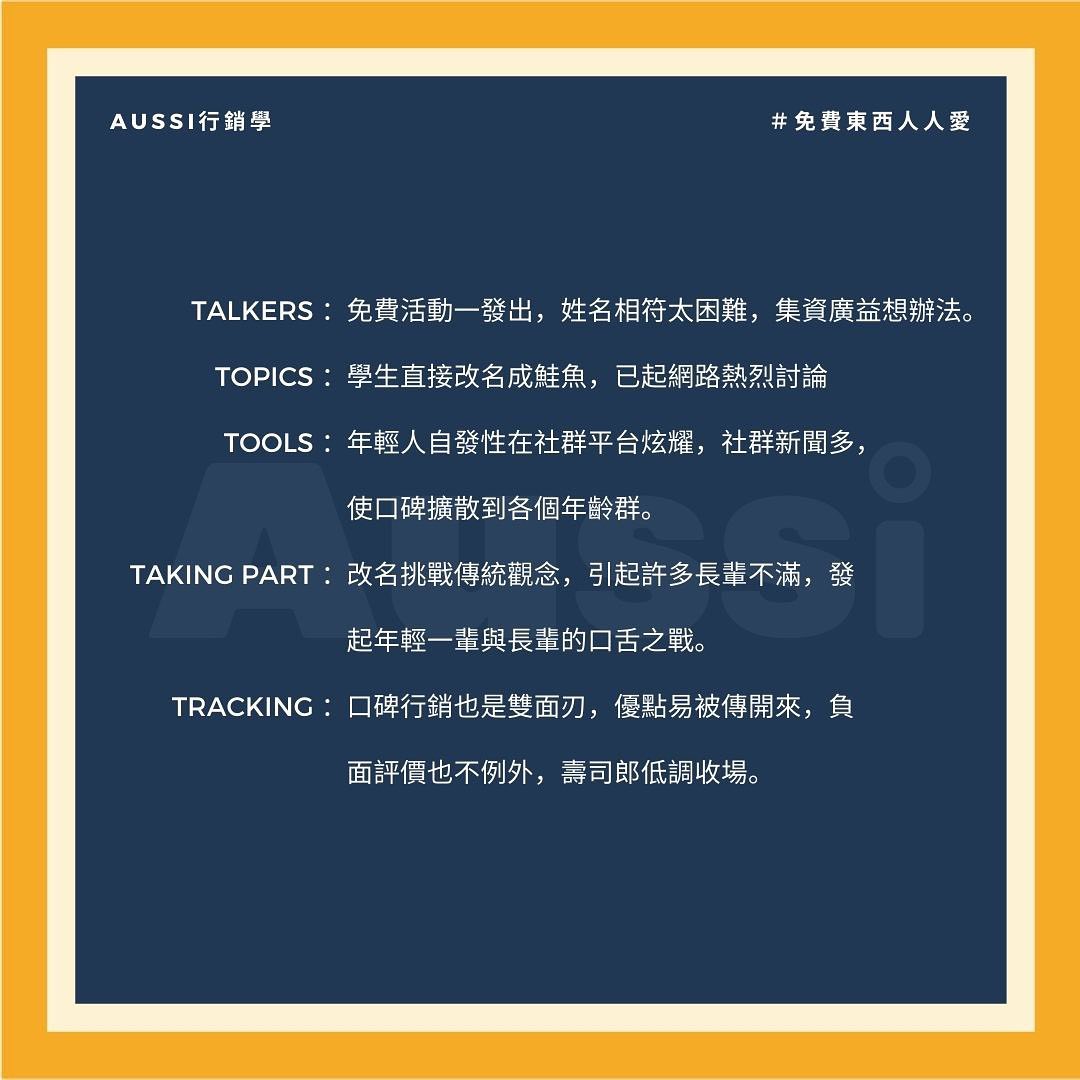 AUSSI行銷學
#免費東西人人愛
TALKERS：免費活動一發出，姓名相符太困難，集資廣益想辦法。
TOPICS：學生直接改名成鮭魚，已起網路熱烈討論
TOOLS：年輕人自發性在社群平台炫耀，社群新聞多，
使口碑擴散到各個年齡群。
TAKING PART：改名挑戰傳統觀念，引起許多長輩不滿，發
起年輕一輩與長輩的口舌之戰。
TRACKING：口碑行銷也是雙面刃，優點易被傳開來，負
面評價也不例外，壽司郎低調收場。
Aussi